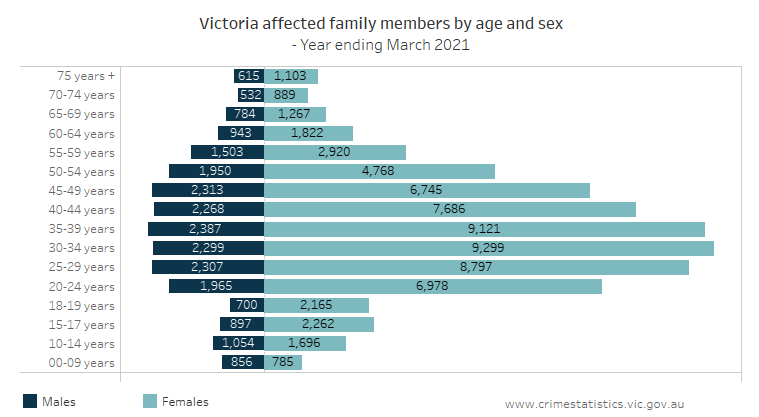 Victoria affected family members by age and sex
- Year ending March 2021
75 years + 615 1,103
70-74 years 532 889
65-69 years 784 1,267
60-64 years 943 1,822
55-59 years 1,503 2,920
50-54 years 1,950 4,768
45-49 years 2,313 6,745
40-44 years 2,268 7,686
35-39 years 2,387 9,121
30-34 years 2,299 9,299
25-29 years 2,307 8,797
20-24 years 1,965 6,978
18-19 years 700 2,165
15-17 years 897 2,262
10-14 years 1,054 1,696
00-09 years 856 785
Males Females www.crimestatistics.vic.gov.au